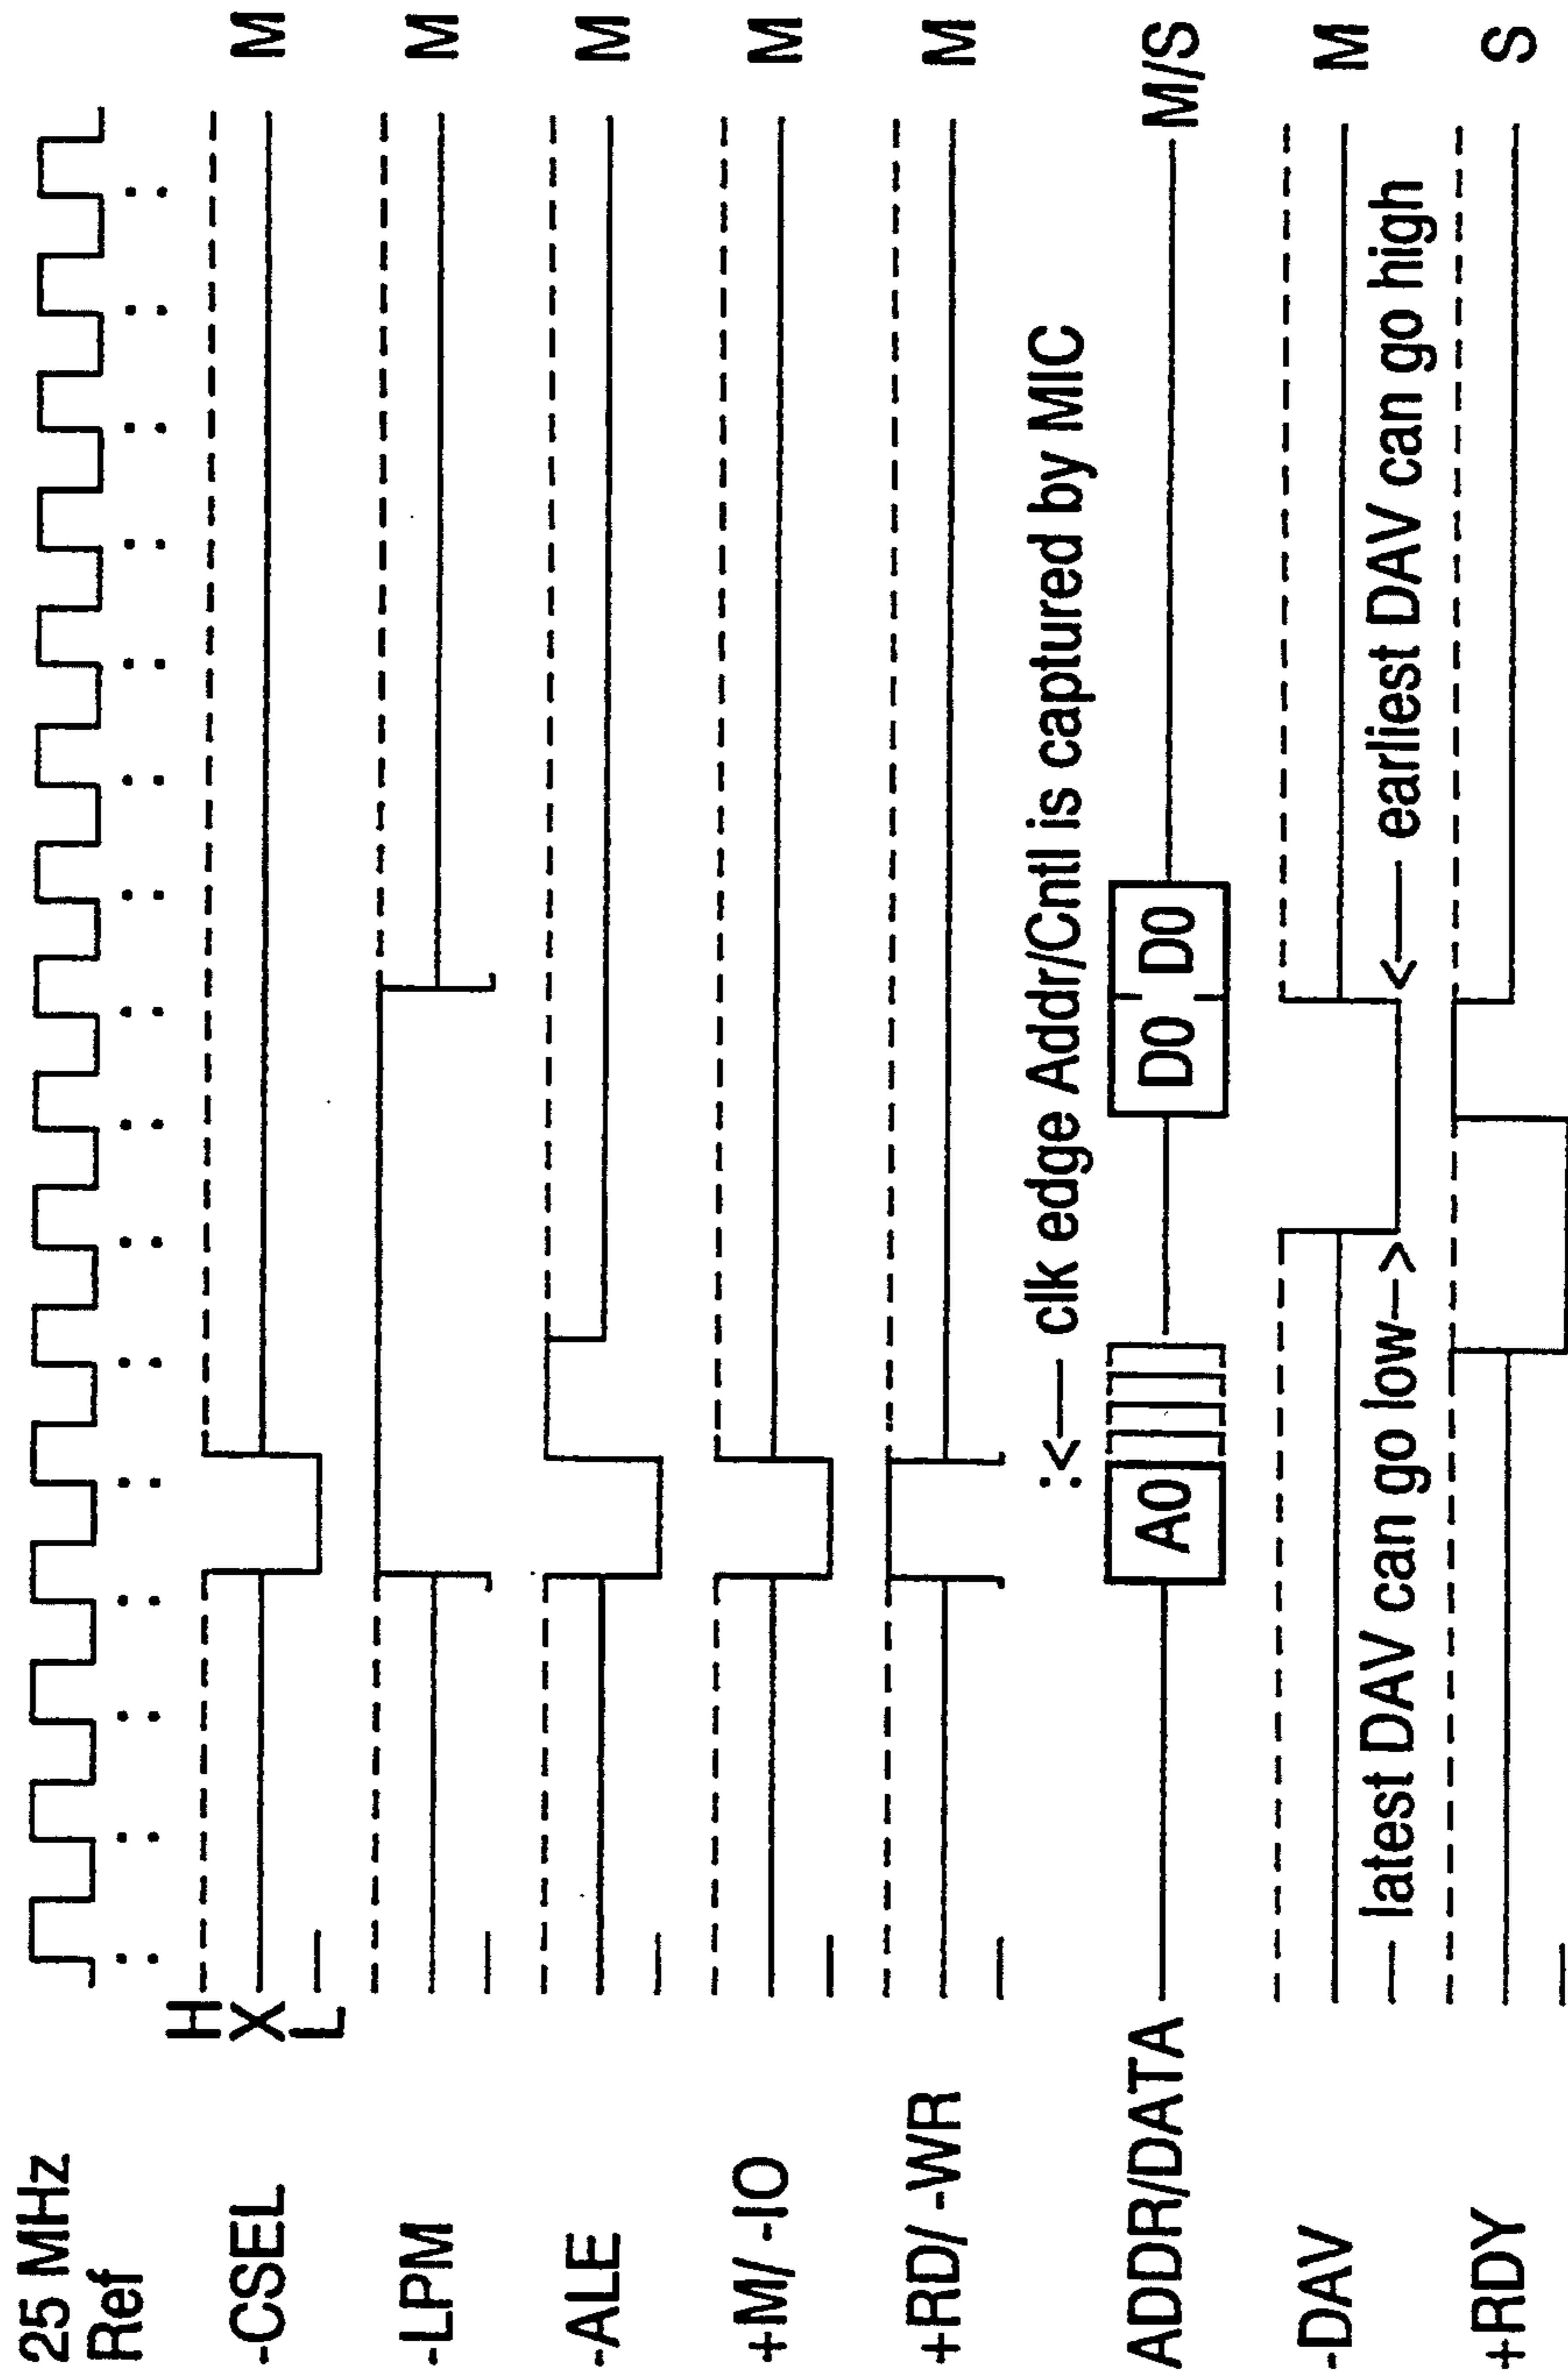 25 MHz
Ref
H
X
L
-CSEL M
-LPM M
-ALE M
+M/ -IO M
+RD/ -WR M
:<— clk edge Addr/Cntl is captured by MIC
ADDR/DATA A0 D0 D0 M/S
-DAV M
— latest DAV can go low—> <— earliest DAV can go high
+RDY S